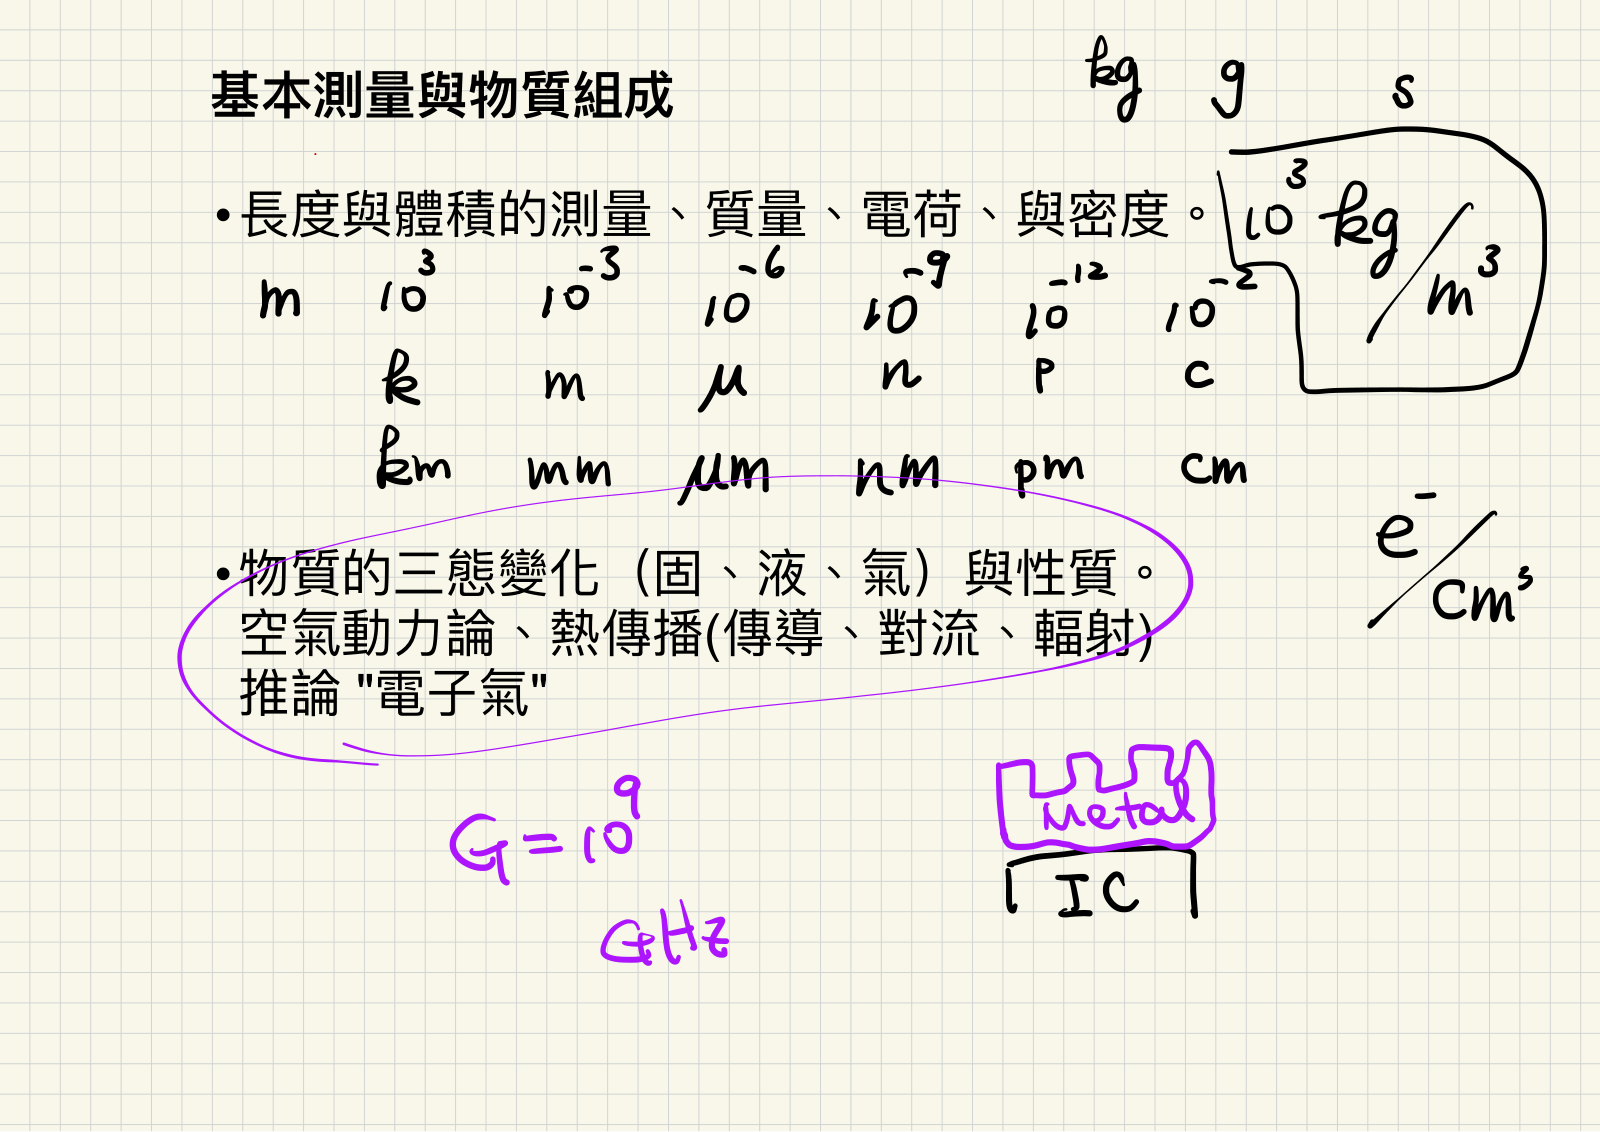 kg g s
基本測量與物質組成
•長度與體積的測量、質量、電荷、與密度。
10³ kg/m³
m 10³ 10⁻³ 10⁻⁶ 10⁻⁹ 10⁻¹² 10⁻²
k m μ n p c
km mm μm nm pm cm
e⁻/cm³
•物質的三態變化（固、液、氣）與性質。
空氣動力論、熱傳播(傳導、對流、輻射)
推論 "電子氣"
G = 10⁹
GHz
Metal
IC